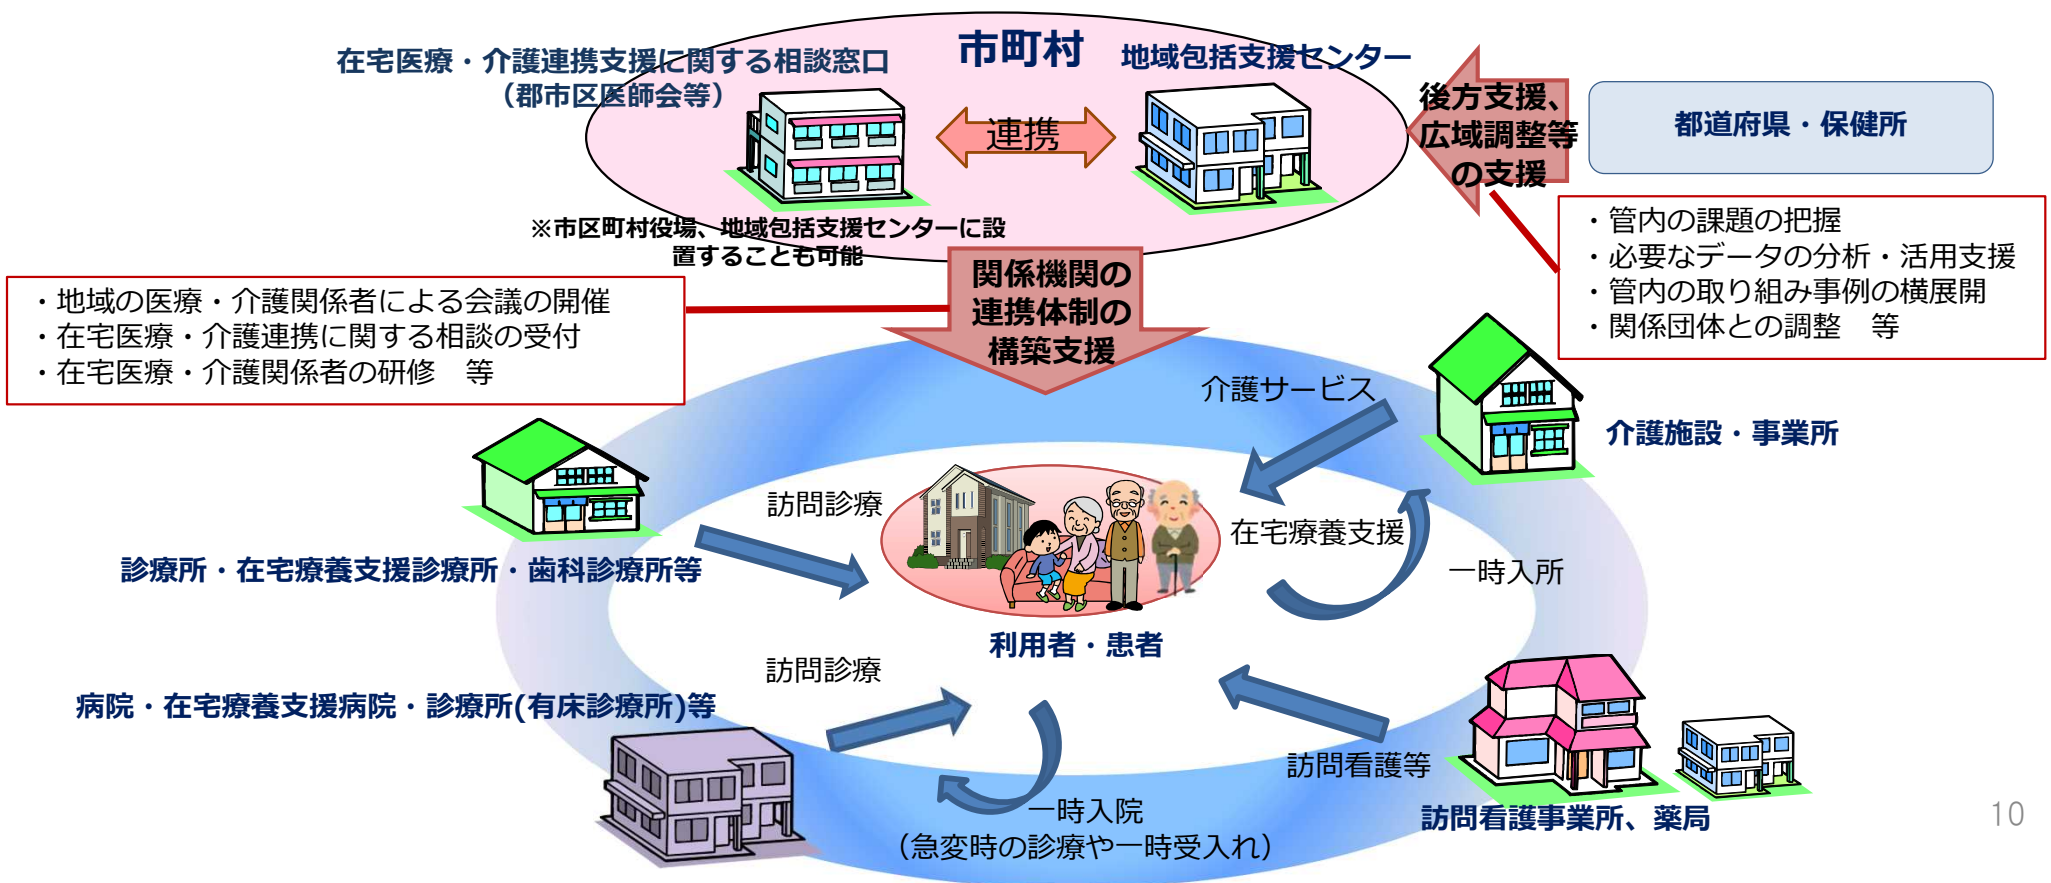 市町村
在宅医療・介護連携支援に関する相談窓口
（郡市区医師会等）
地域包括支援センター
連携
※市区町村役場、地域包括支援センターに設
置することも可能
後方支援、
広域調整等
の支援
都道府県・保健所
・管内の課題の把握
・必要なデータの分析・活用支援
・管内の取り組み事例の横展開
・関係団体との調整　等
関係機関の
連携体制の
構築支援
・地域の医療・介護関係者による会議の開催
・在宅医療・介護連携に関する相談の受付
・在宅医療・介護関係者の研修　等
介護サービス
介護施設・事業所
訪問診療
在宅療養支援
一時入所
診療所・在宅療養支援診療所・歯科診療所等
利用者・患者
訪問診療
病院・在宅療養支援病院・診療所(有床診療所)等
訪問看護等
一時入院
（急変時の診療や一時受入れ）
訪問看護事業所、薬局
10